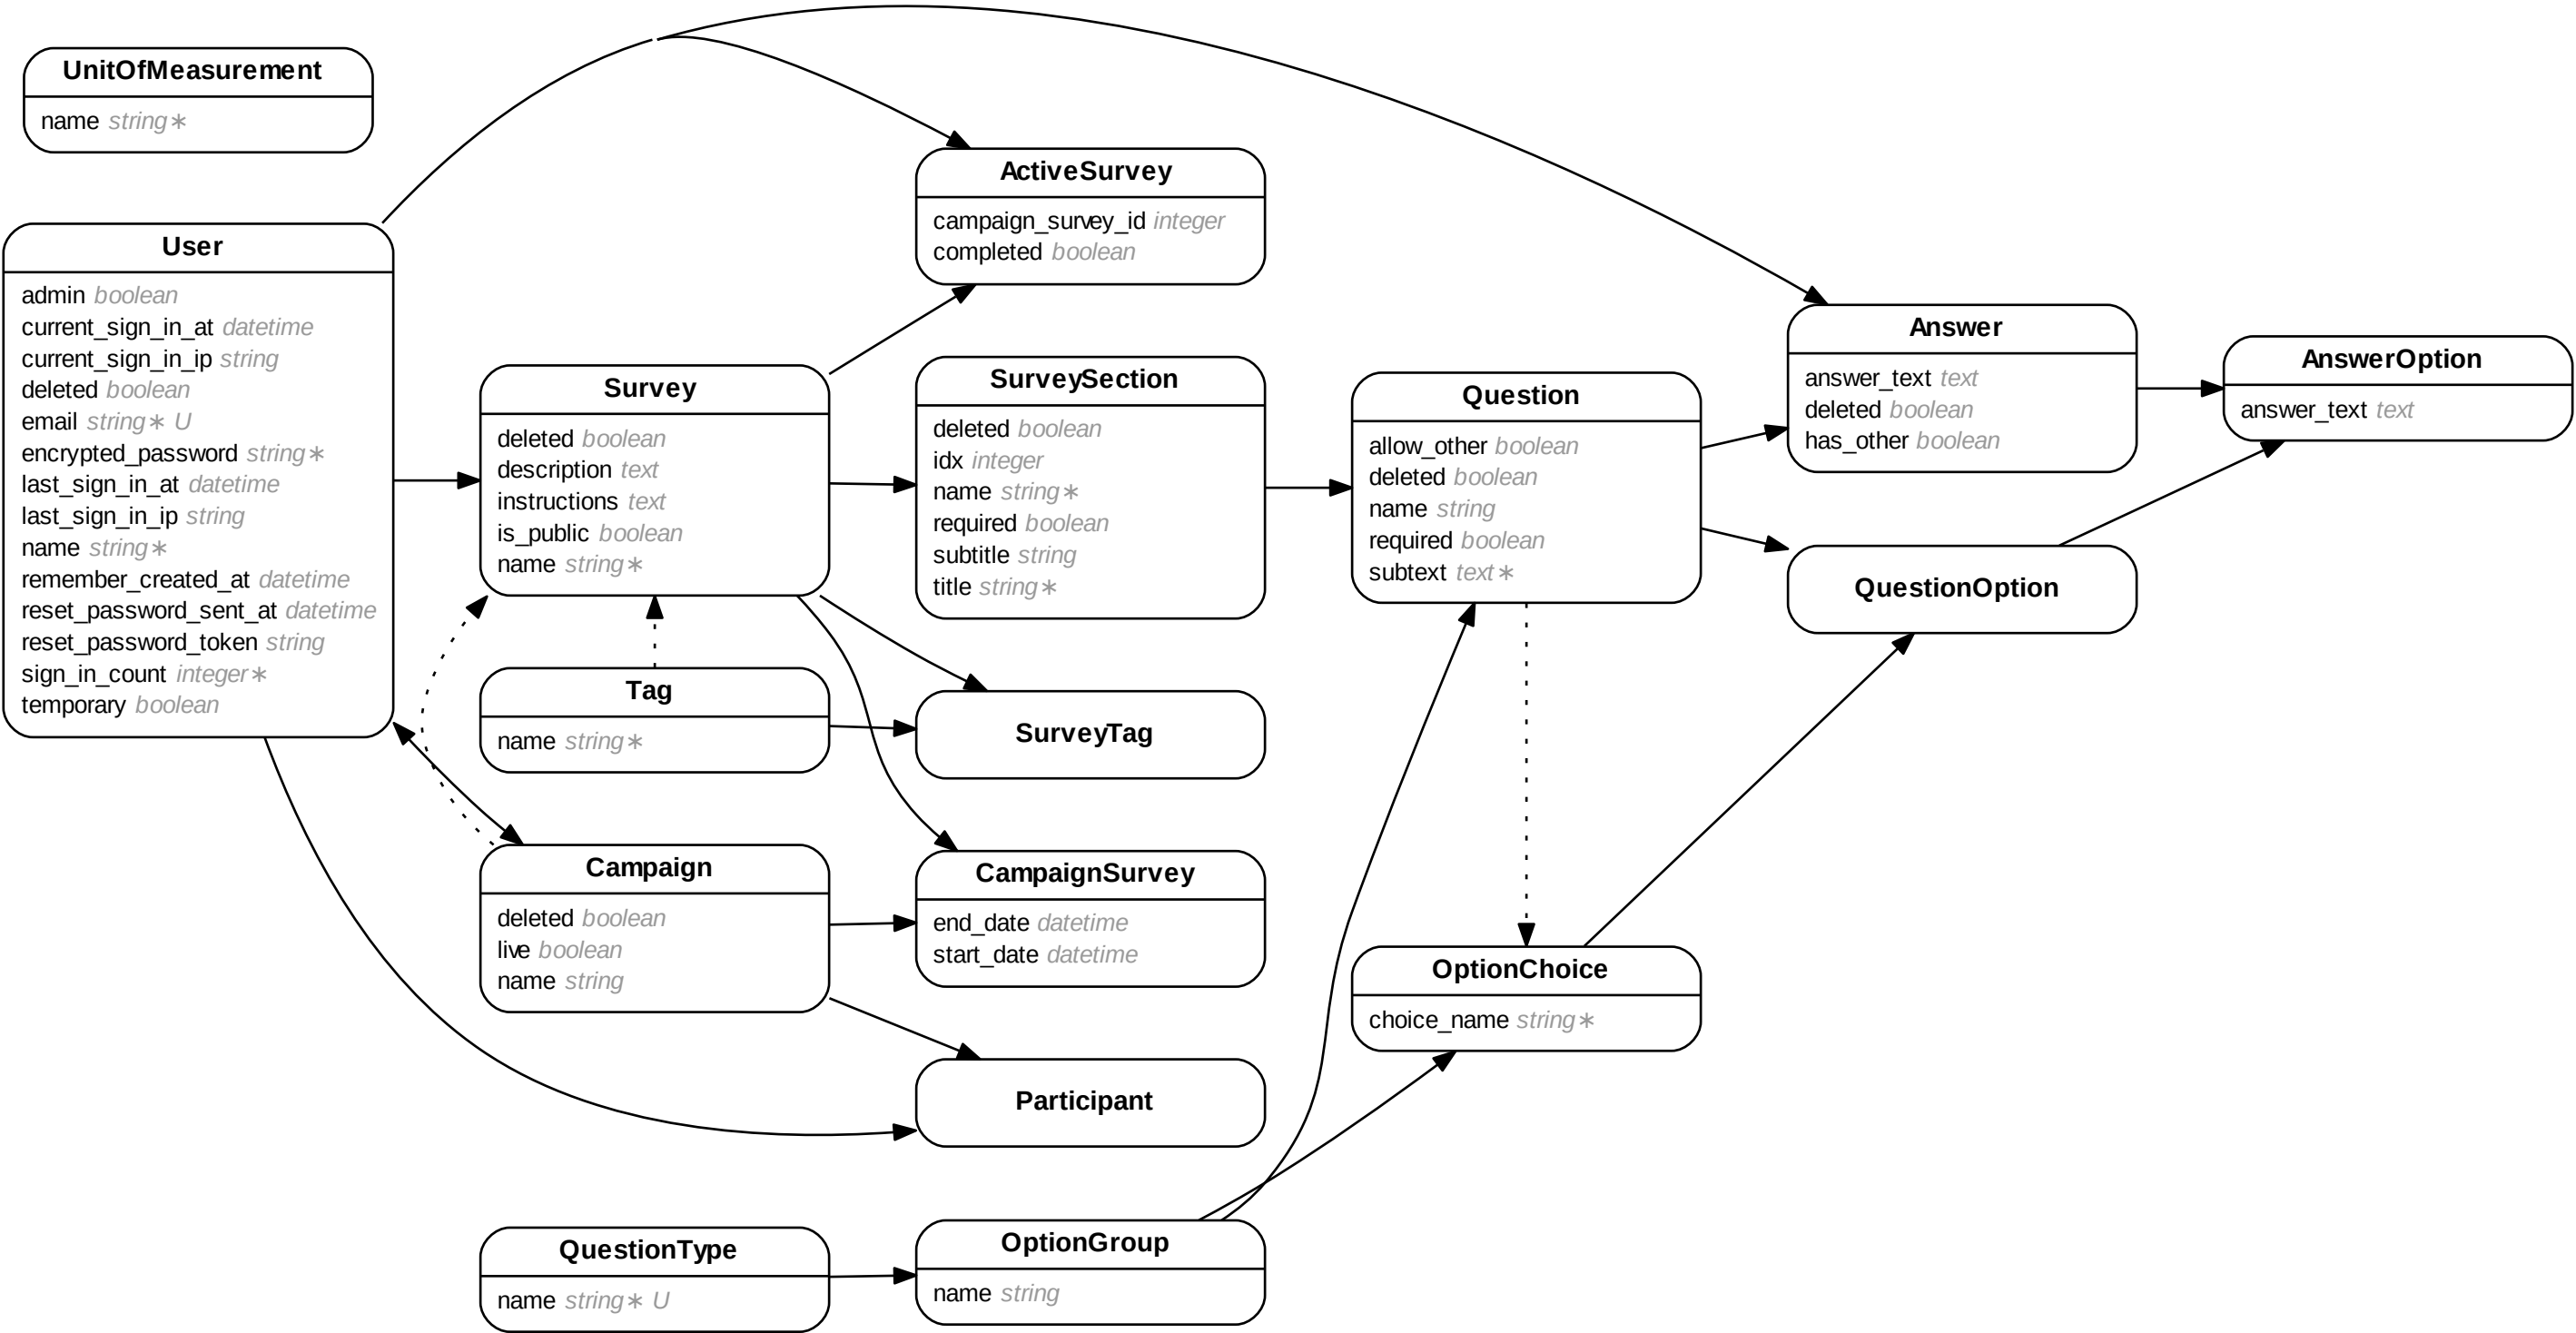 UnitOfMeasurement
name string∗
User
admin boolean
current_sign_in_at datetime
current_sign_in_ip string
deleted boolean
email string∗ U
encrypted_password string∗
last_sign_in_at datetime
last_sign_in_ip string
name string∗
remember_created_at datetime
reset_password_sent_at datetime
reset_password_token string
sign_in_count integer∗
temporary boolean
Survey
deleted boolean
description text
instructions text
is_public boolean
name string∗
Tag
name string∗
Campaign
deleted boolean
live boolean
name string
QuestionType
name string∗ U
ActiveSurvey
campaign_survey_id integer
completed boolean
SurveySection
deleted boolean
idx integer
name string∗
required boolean
subtitle string
title string∗
SurveyTag
CampaignSurvey
end_date datetime
start_date datetime
Participant
OptionGroup
name string
Question
allow_other boolean
deleted boolean
name string
required boolean
subtext text∗
OptionChoice
choice_name string∗
Answer
answer_text text
deleted boolean
has_other boolean
QuestionOption
AnswerOption
answer_text text